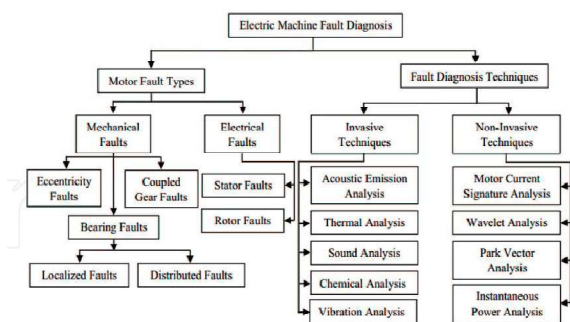 Electric Machine Fault Diagnosis
Motor Fault Types
Fault Diagnosis Techniques
Mechanical
Faults
Electrical
Faults
Invasive
Techniques
Non-Invasive
Techniques
Eccentricity
Faults
Coupled
Gear Faults
Bearing Faults
Localized Faults
Distributed Faults
Stator Faults
Rotor Faults
Acoustic Emission
Analysis
Thermal Analysis
Sound Analysis
Chemical Analysis
Vibration Analysis
Motor Current
Signature Analysis
Wavelet Analysis
Park Vector
Analysis
Instantaneous
Power Analysis